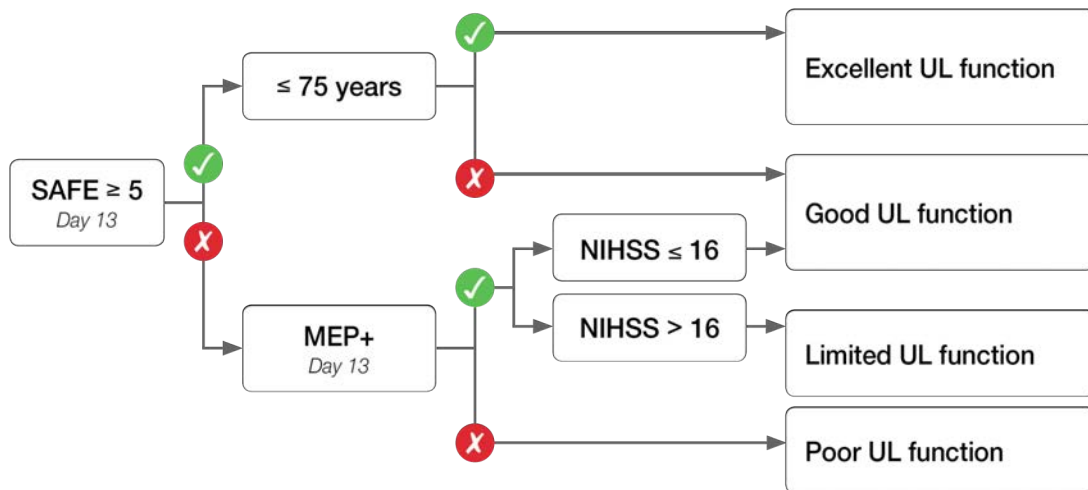 ≤ 75 years
Excellent UL function
SAFE ≥ 5
Day 13
Good UL function
NIHSS ≤ 16
MEP+
Day 13
NIHSS > 16
Limited UL function
Poor UL function